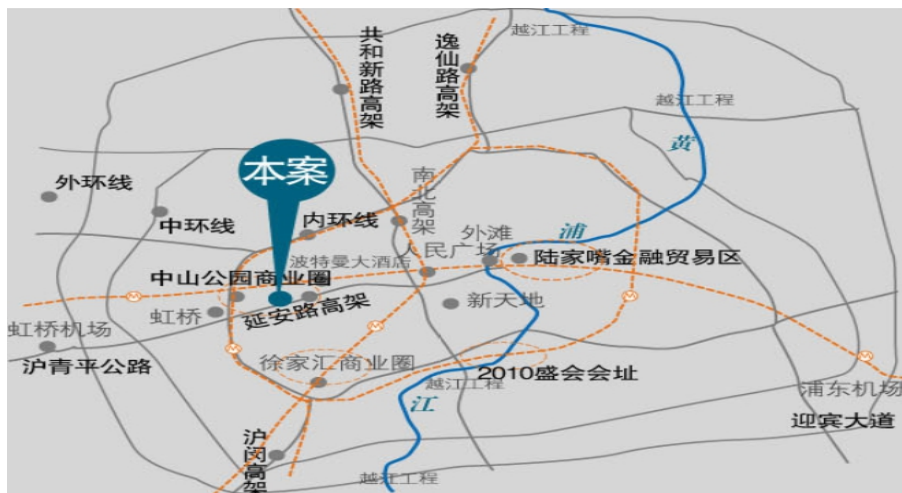 越江工程
共和新路高架
逸仙路高架
越江工程
黄
本案
外环线
南北高架
中环线
内环线
外滩
浦
人民广场
波特曼大酒店
陆家嘴金融贸易区
中山公园商业圈
新天地
虹桥
延安路高架
虹桥机场
沪青平公路
徐家汇商业圈
2010盛会会址
越江工程
浦东机场
江
迎宾大道
沪闵高架
越江工程
M
M
M
M
M